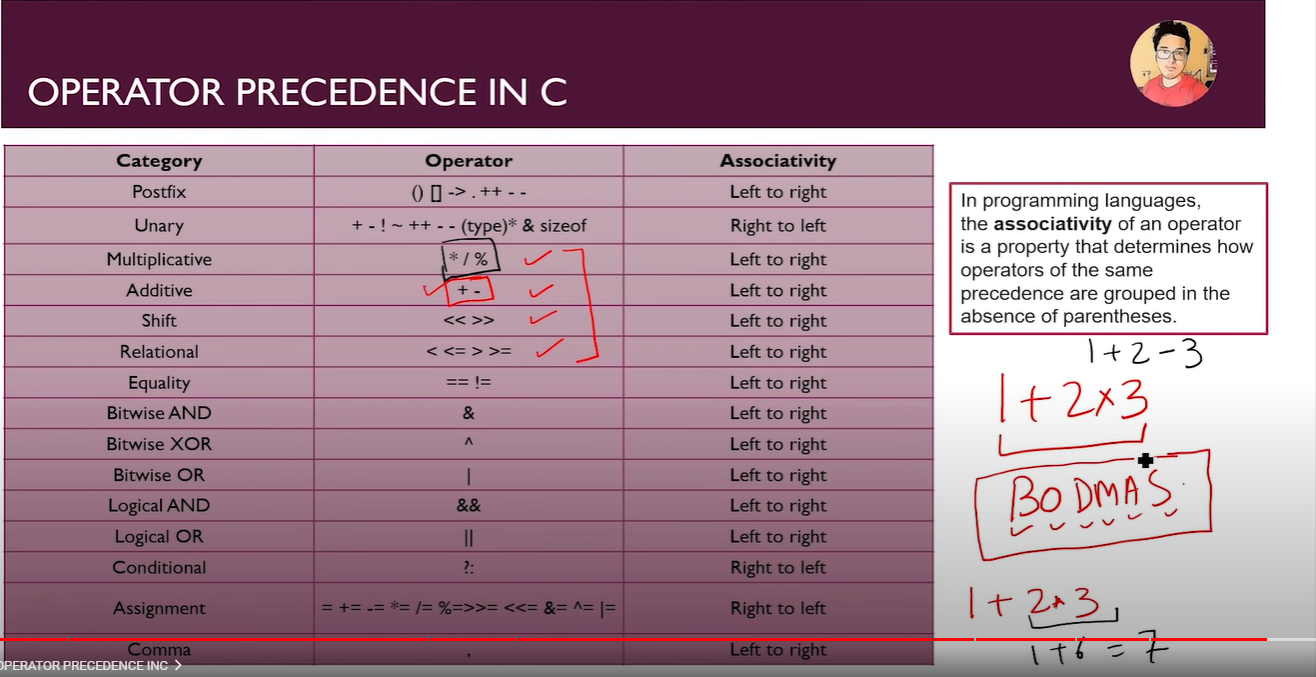 OPERATOR PRECEDENCE IN C
Category Operator Associativity
Postfix () [] -> . ++ - - Left to right
Unary + - ! ~ ++ - - (type)* & sizeof Right to left
Multiplicative * / % Left to right
Additive + - Left to right
Shift << >> Left to right
Relational < <= > >= Left to right
Equality == != Left to right
Bitwise AND & Left to right
Bitwise XOR ^ Left to right
Bitwise OR | Left to right
Logical AND && Left to right
Logical OR || Left to right
Conditional ?: Right to left
Assignment = += -= *= /= %=>>= <<= &= ^= |= Right to left
Comma , Left to right
In programming languages,
the associativity of an operator
is a property that determines how
operators of the same
precedence are grouped in the
absence of parentheses.
1+2-3
1+2×3
BODMAS
1+2*3
1+6=7
OPERATOR PRECEDENCE INC >